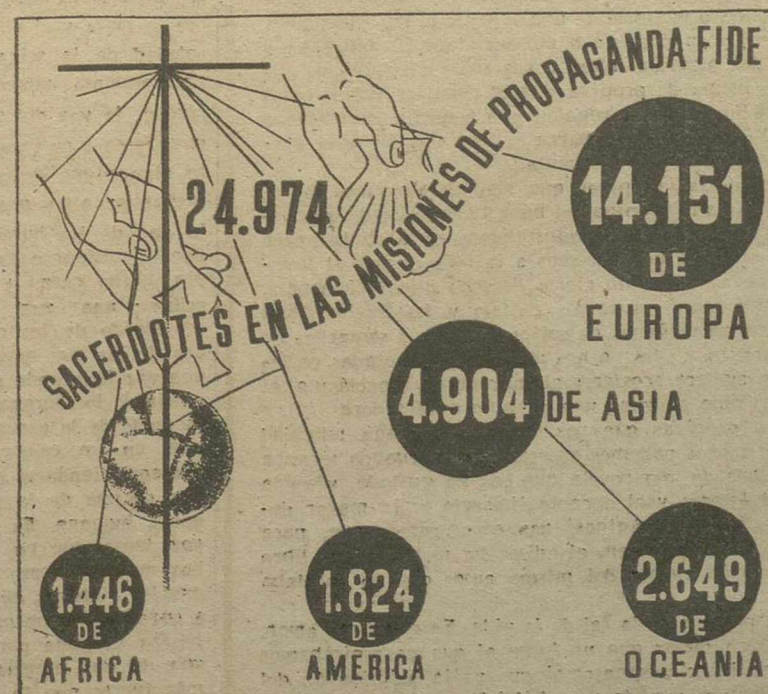 24.974
SACERDOTES EN LAS MISIONES DE PROPAGANDA FIDE
14.151
DE
EUROPA
4.904 DE ASIA
1.446
DE
AFRICA
1.824
DE
AMERICA
2.649
DE
OCEANIA